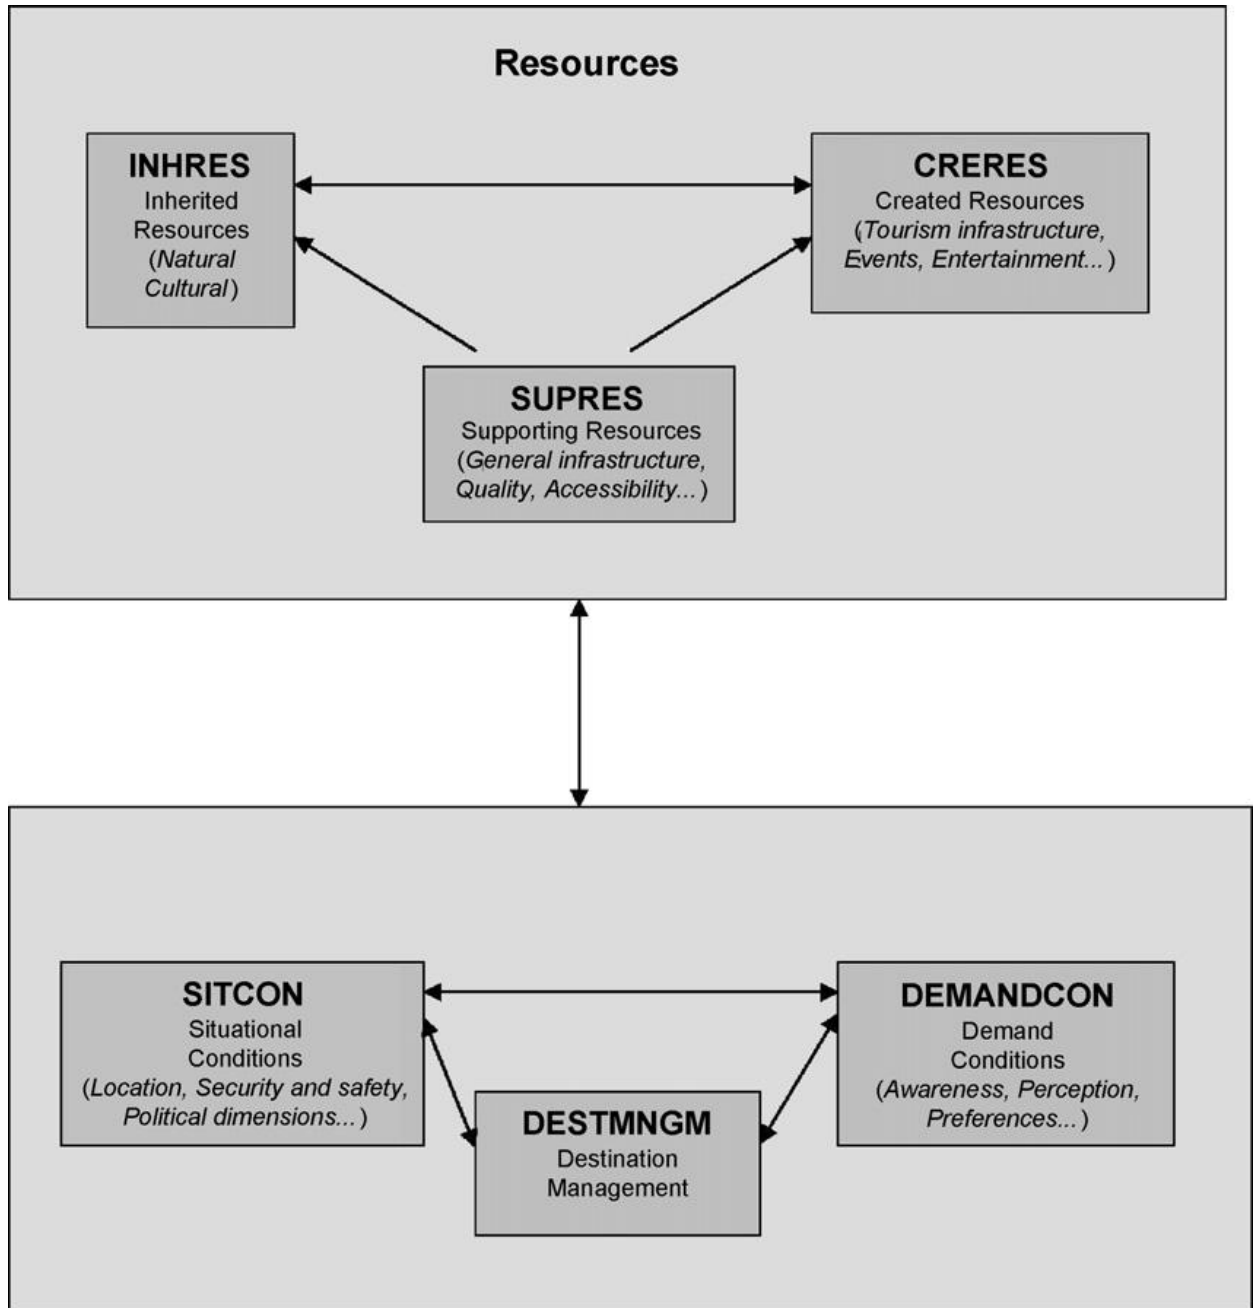 Resources
INHRES
Inherited
Resources
(Natural
Cultural)
CRERES
Created Resources
(Tourism infrastructure,
Events, Entertainment...)
SUPRES
Supporting Resources
(General infrastructure,
Quality, Accessibility...)
SITCON
Situational
Conditions
(Location, Security and safety,
Political dimensions...)
DEMANDCON
Demand
Conditions
(Awareness, Perception,
Preferences...)
DESTMNGM
Destination
Management